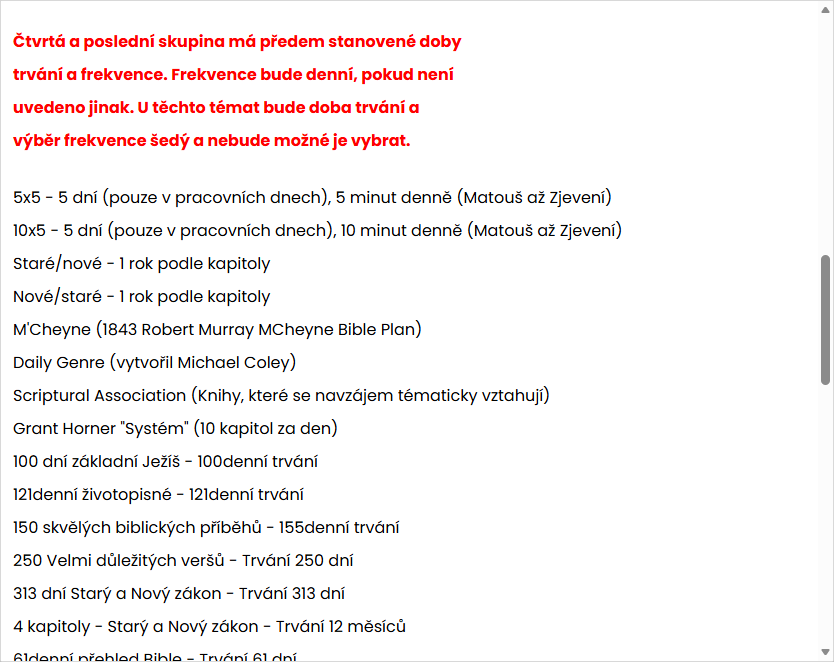 Čtvrtá a poslední skupina má předem stanovené doby
trvání a frekvence. Frekvence bude denní, pokud není
uvedeno jinak. U těchto témat bude doba trvání a
výběr frekvence šedý a nebude možné je vybrat.
5x5 - 5 dní (pouze v pracovních dnech), 5 minut denně (Matouš až Zjevení)
10x5 - 5 dní (pouze v pracovních dnech), 10 minut denně (Matouš až Zjevení)
Staré/nové - 1 rok podle kapitoly
Nové/staré - 1 rok podle kapitoly
M'Cheyne (1843 Robert Murray MCheyne Bible Plan)
Daily Genre (vytvořil Michael Coley)
Scriptural Association (Knihy, které se navzájem tématicky vztahují)
Grant Horner "Systém" (10 kapitol za den)
100 dní základní Ježíš - 100denní trvání
121denní životopisné - 121denní trvání
150 skvělých biblických příběhů - 155denní trvání
250 Velmi důležitých veršů - Trvání 250 dní
313 dní Starý a Nový zákon - Trvání 313 dní
4 kapitoly - Starý a Nový zákon - Trvání 12 měsíců
61denní přehled Bible - Trvání 61 dní